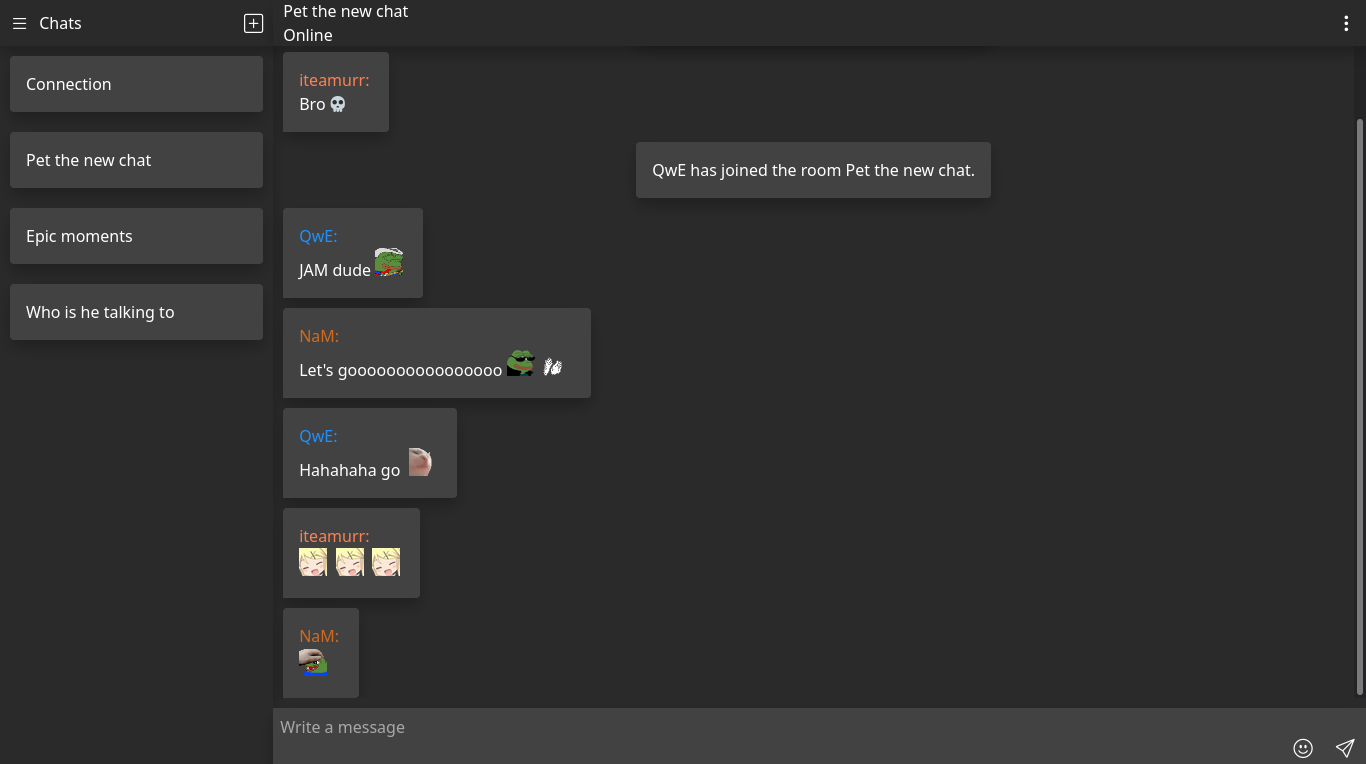 Chats
Connection
Pet the new chat
Epic moments
Who is he talking to
Pet the new chat
Online
iteamurr:
Bro 💀
QwE has joined the room Pet the new chat.
QwE:
JAM dude
NaM:
Let's goooooooooooooooo
QwE:
Hahahaha go
iteamurr:
NaM:
Write a message